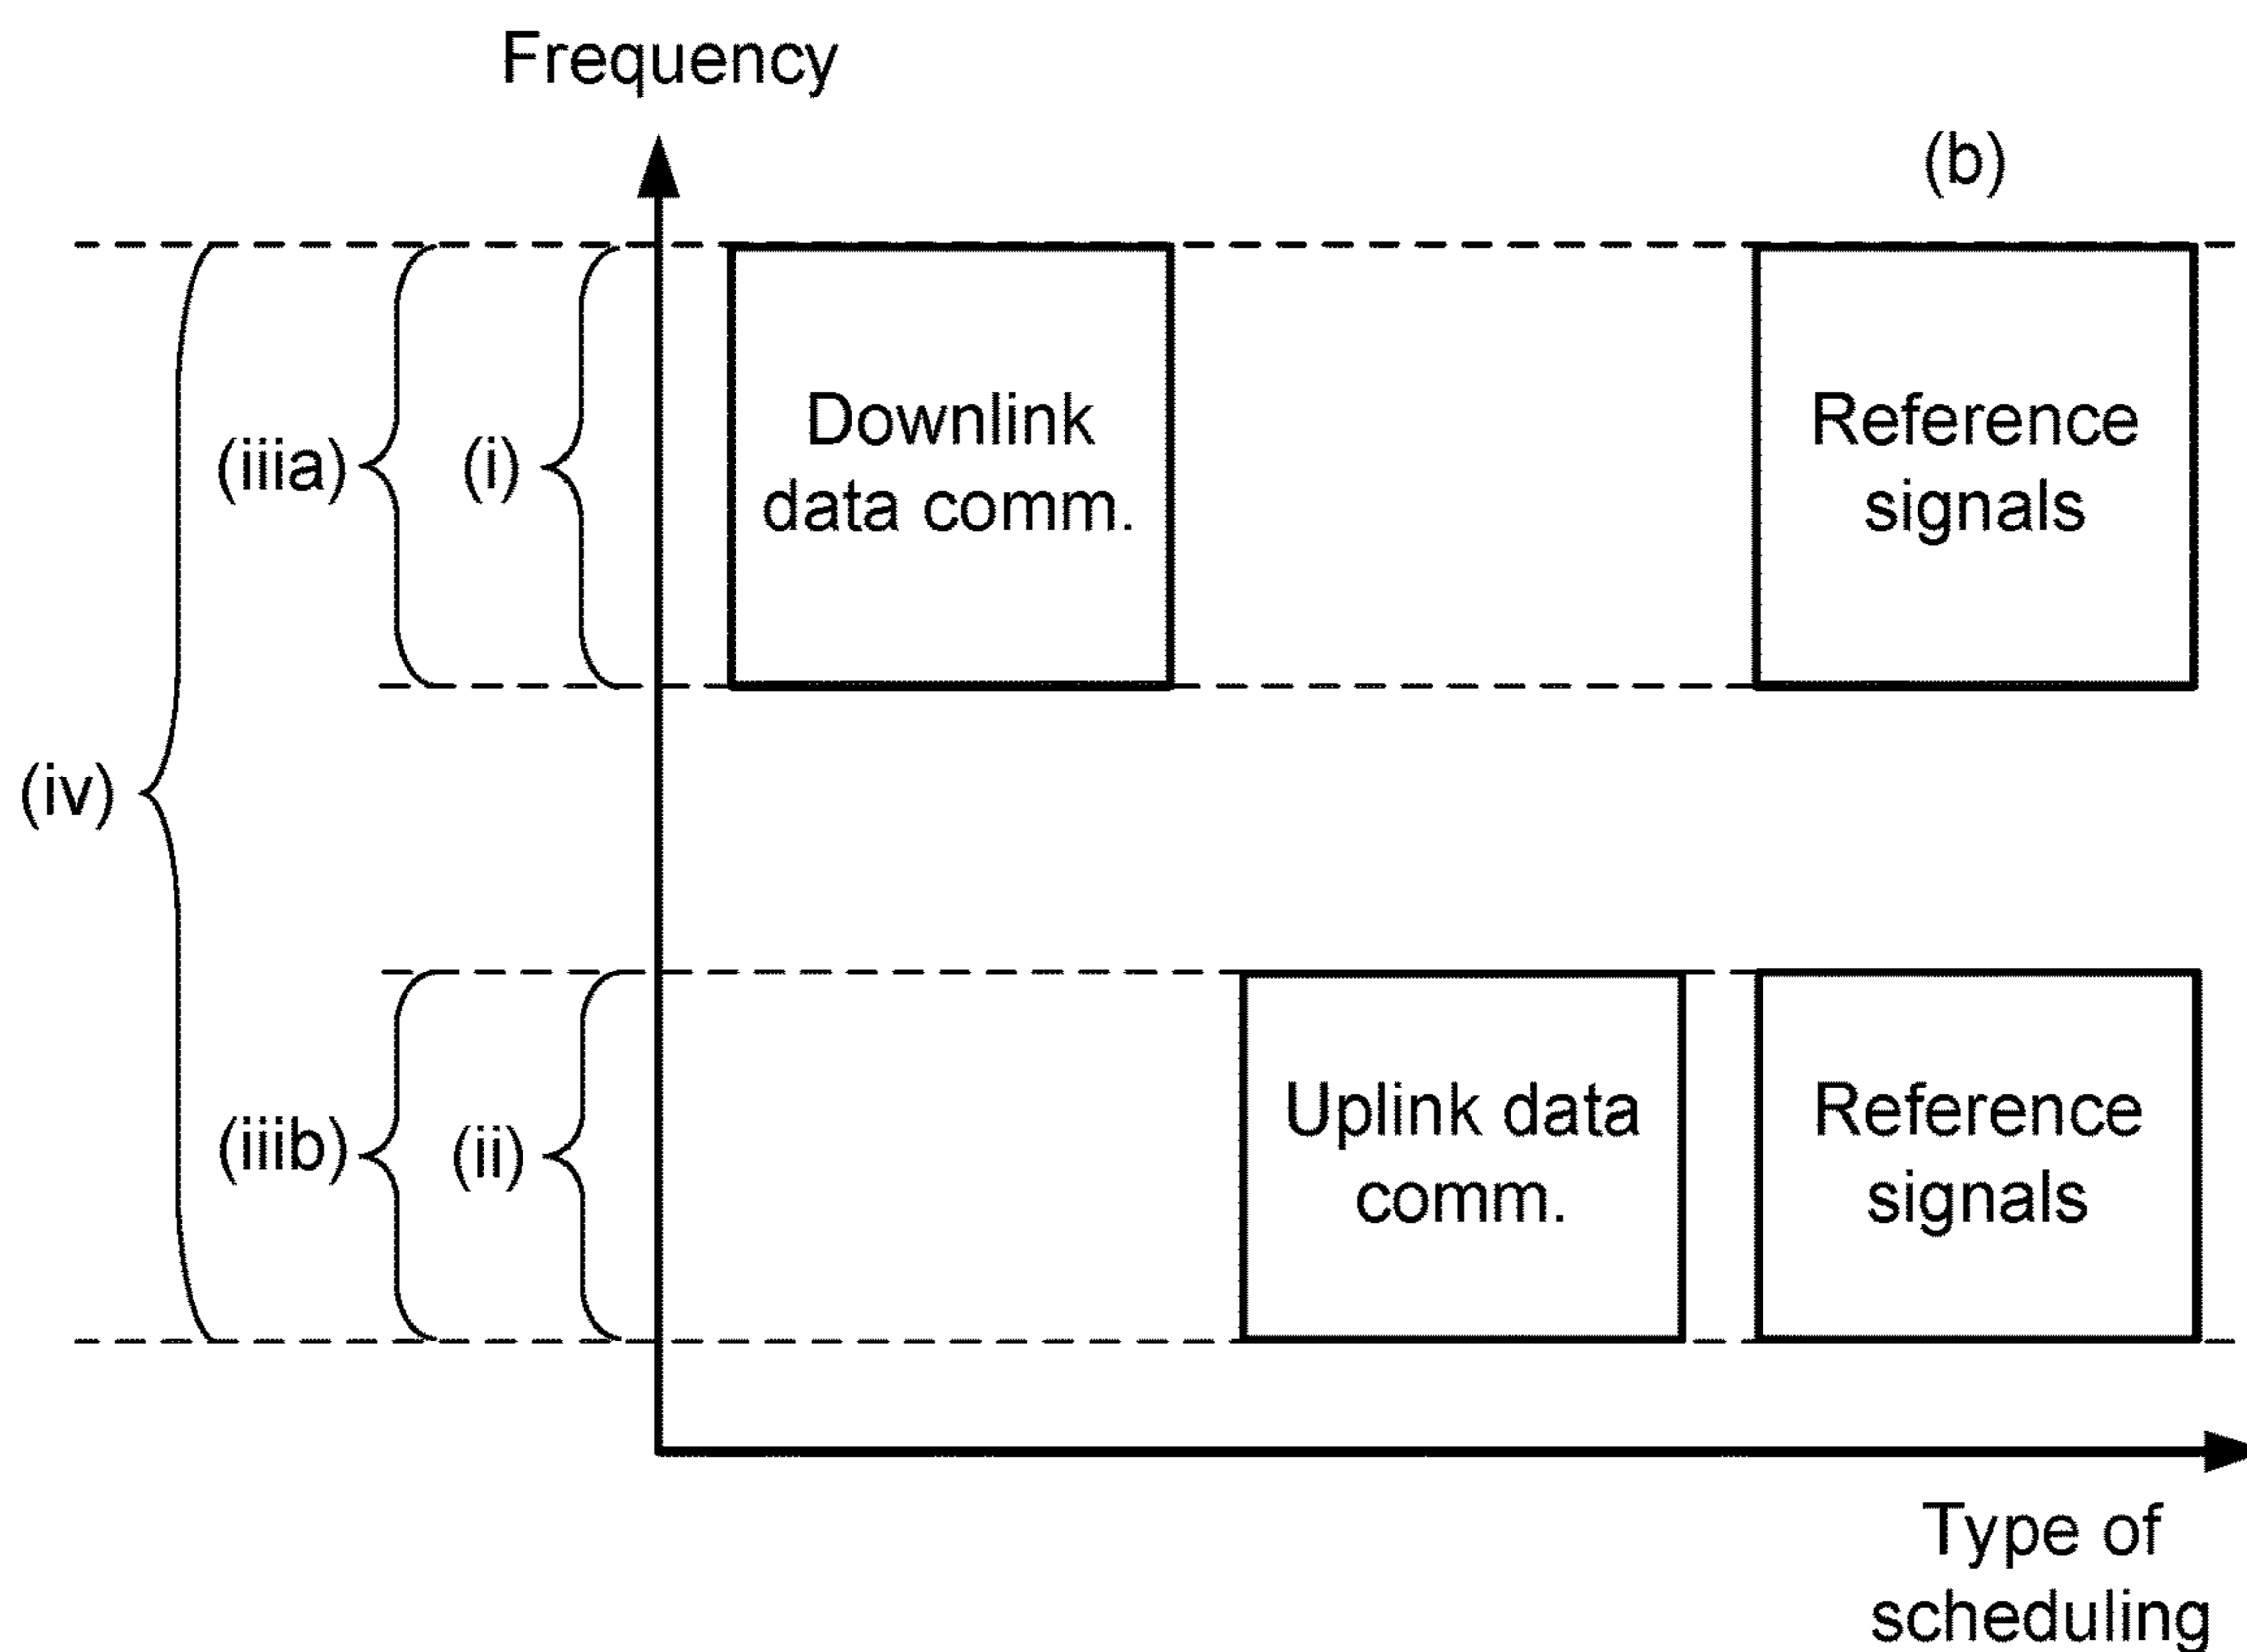 Frequency
(b)
Downlink
data comm.
Reference
signals
(iiia)
(i)
(iv)
Uplink data
comm.
Reference
signals
(iiib)
(ii)
Type of
scheduling